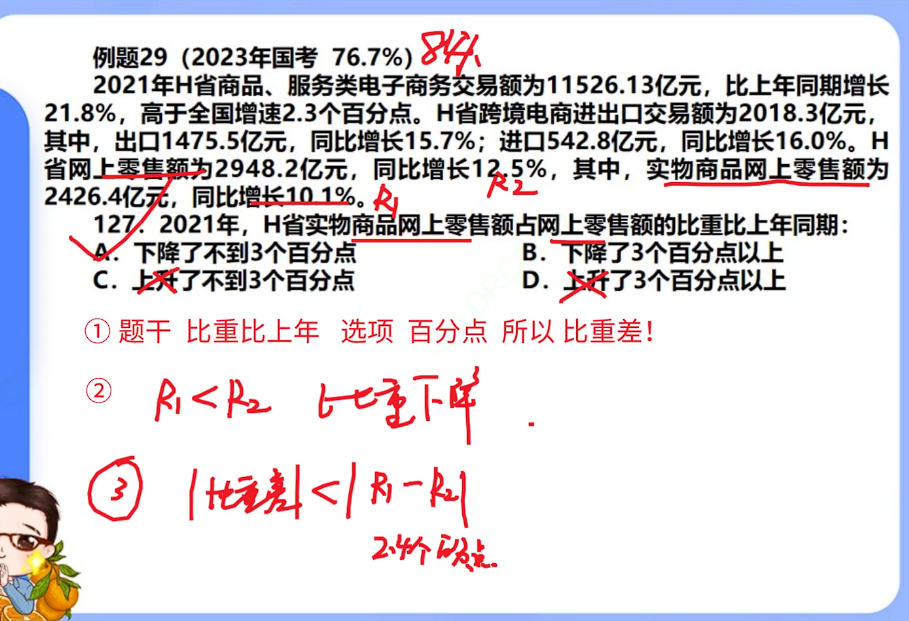 例题29（2023年国考 76.7%）84%
2021年H省商品、服务类电子商务交易额为11526.13亿元，比上年同期增长
21.8%，高于全国增速2.3个百分点。H省跨境电商进出口交易额为2018.3亿元，
其中，出口1475.5亿元，同比增长15.7%；进口542.8亿元，同比增长16.0%。H
省网上零售额为2948.2亿元，同比增长12.5%，其中，实物商品网上零售额为
2426.4亿元，同比增长10.1%。
R1 R2
127．2021年，H省实物商品网上零售额占网上零售额的比重比上年同期：
A．下降了不到3个百分点 B．下降了3个百分点以上
C．上升了不到3个百分点 D．上升了3个百分点以上
① 题干 比重比上年 选项 百分点 所以 比重差！
② R1<R2 比重下降
③ |比重差|<|R1-R2|
2.4个百分点